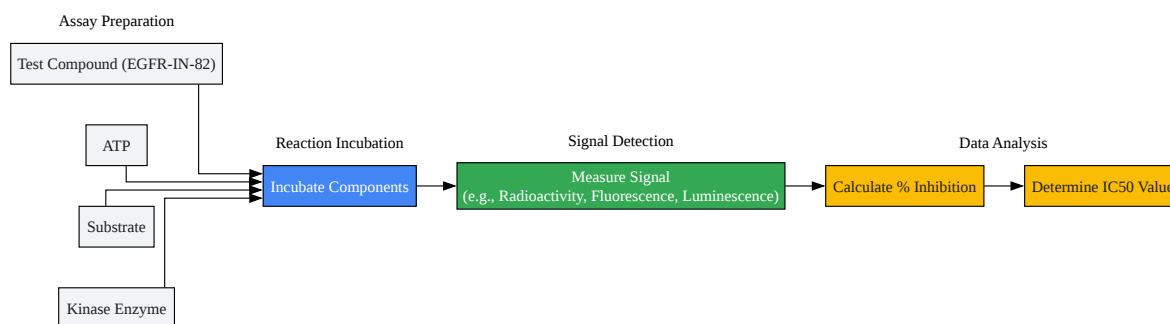 Assay Preparation
Test Compound (EGFR-IN-82)
ATP
Substrate
Kinase Enzyme
Reaction Incubation
Incubate Components
Signal Detection
Measure Signal
(e.g., Radioactivity, Fluorescence, Luminescence)
Data Analysis
Calculate % Inhibition
Determine IC50 Value